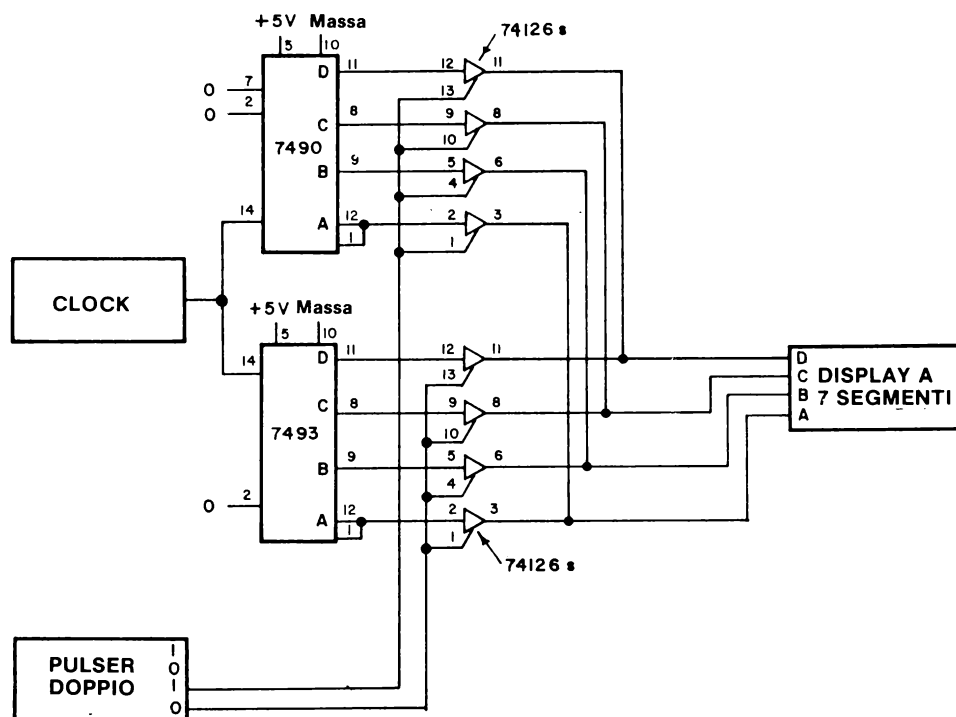 74126 s
+5V Massa
5 10
D 11 12 11
0 7
13
0 2
C 8 9 8
7490
10
B 9 5 6
4
14
A 12 2 3
1
1
CLOCK
+5V Massa
5 10
D 11 12 11
14
13
C 8 9 8
7493
10
B 9 5 6
4
0 2
A 12 2 3
1
1
74126 s
D
C
B
A
DISPLAY A
7 SEGMENTI
PULSER
DOPPIO
1
0
1
0